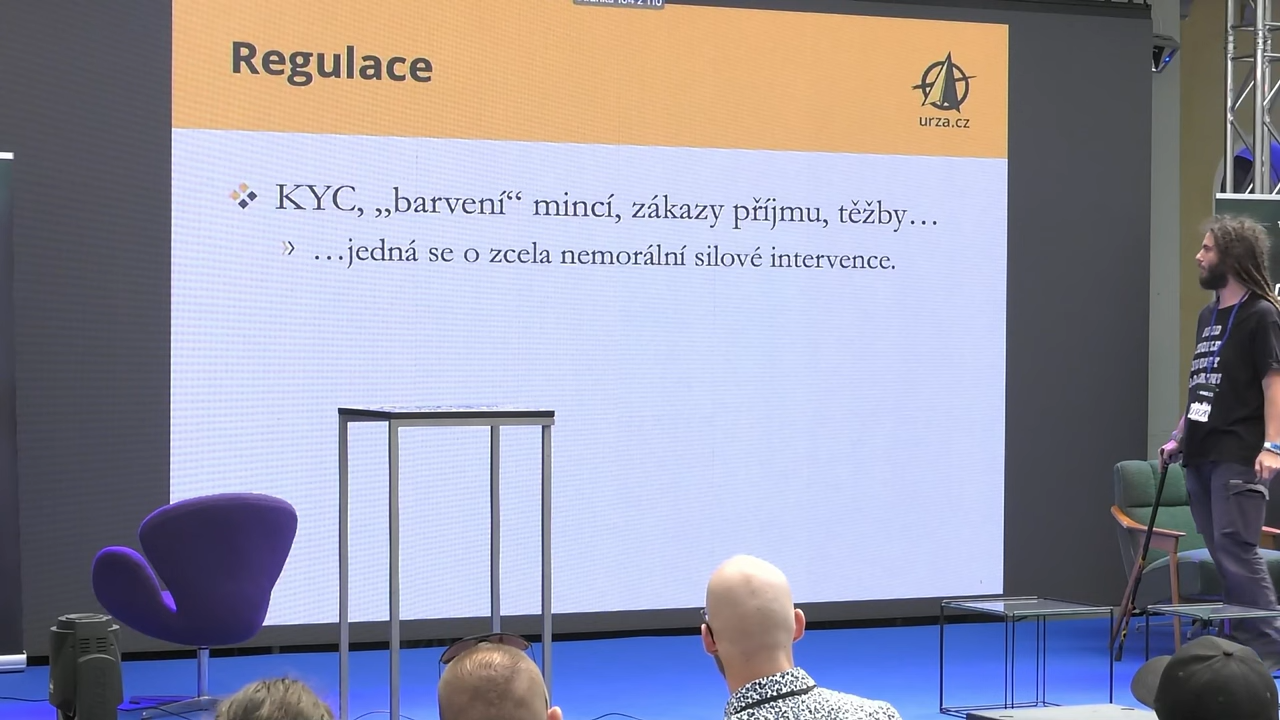 Regulace
urza.cz
KYC, „barvení“ mincí, zákazy příjmu, těžby…
…jedná se o zcela nemorální silové intervence.